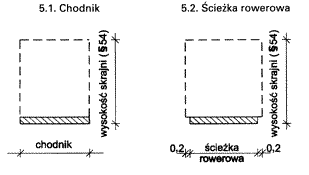 5.1. Chodnik
5.2. Ścieżka rowerowa
wysokość skrajni (§54)
wysokość skrajni (§54)
chodnik
0,2 ścieżka 0,2
rowerowa